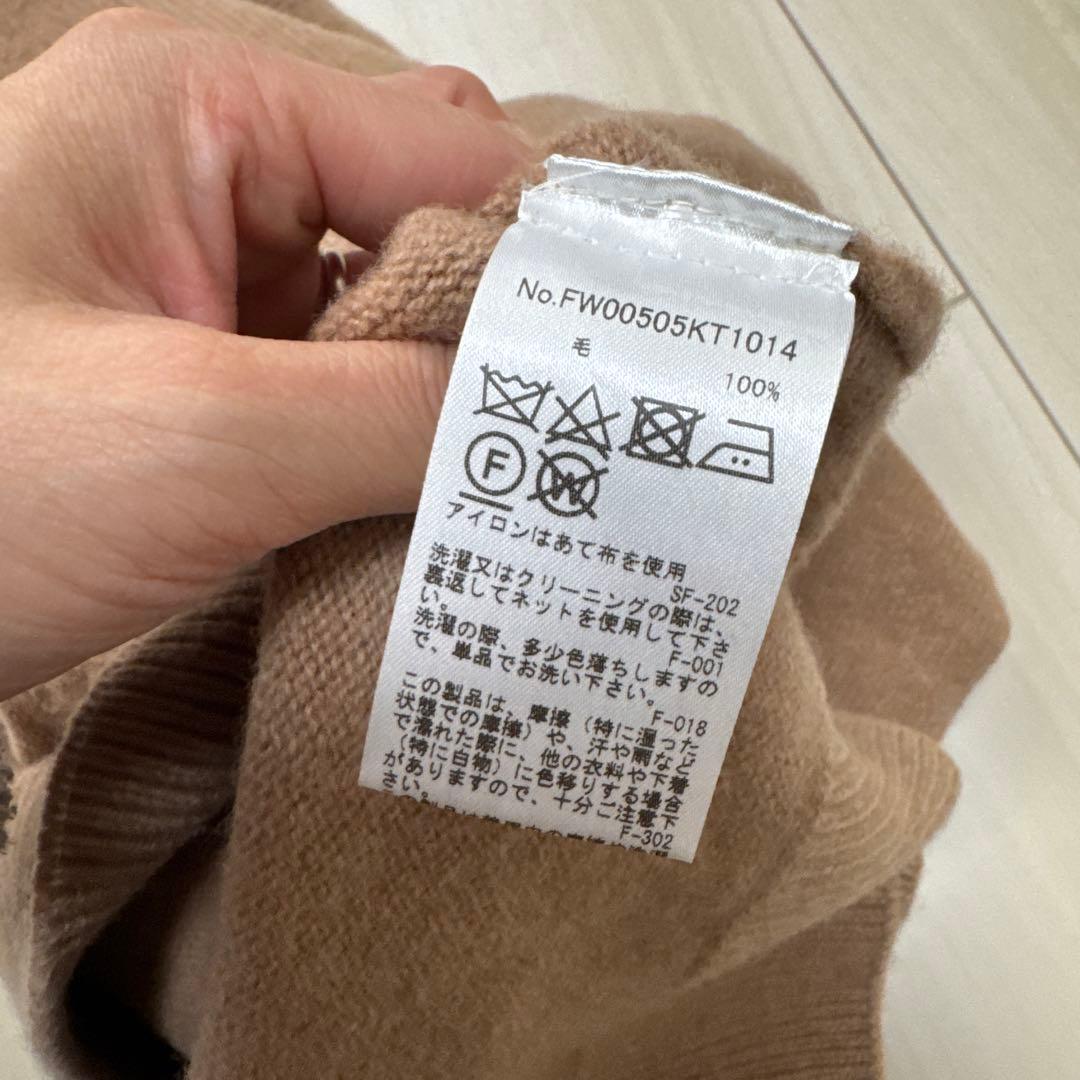 No.FW00505KT1014
毛
100%
F
W
アイロンはあて布を使用
SF-202
洗濯又はクリーニングの際は、
裏返してネットを使用して下さ
い。
F-001
洗濯の際、多少色落ちしますの
で、単品でお洗い下さい。
F-018
この製品は、摩擦（特に湿った
状態での摩擦）や、汗や雨など
で濡れた際に、他の衣料や下着
（特に白物）に色移りする場合
がありますので、十分ご注意下
さい。
F-302